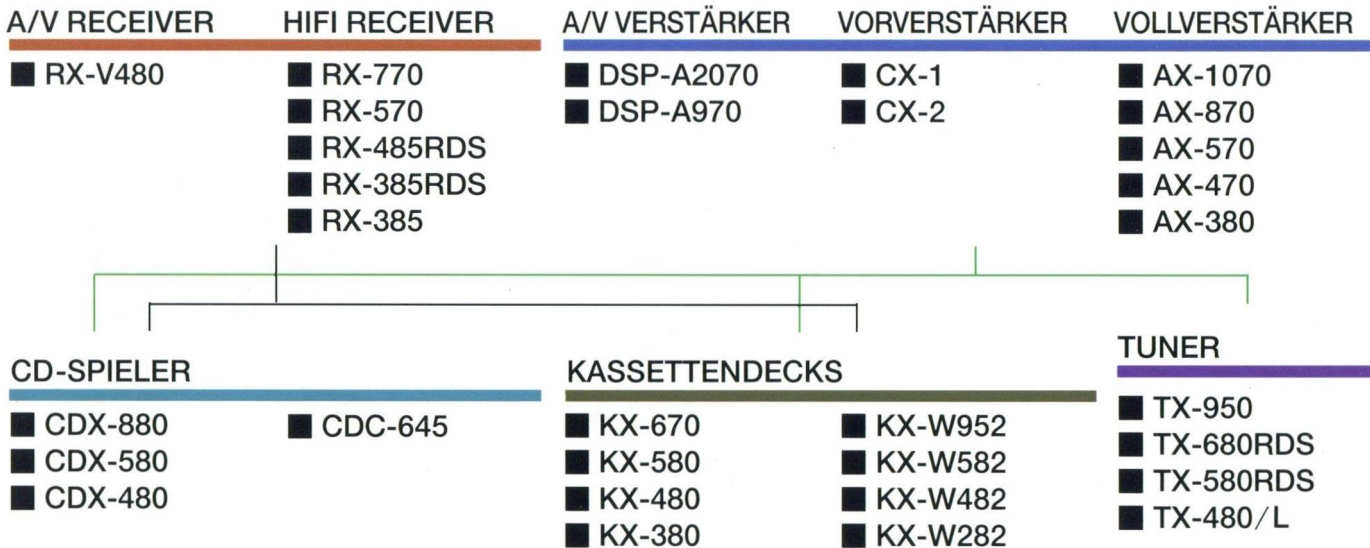 A/V RECEIVER
RX-V480
HIFI RECEIVER
RX-770
RX-570
RX-485RDS
RX-385RDS
RX-385
A/V VERSTÄRKER
DSP-A2070
DSP-A970
VORVERSTÄRKER
CX-1
CX-2
VOLLVERSTÄRKER
AX-1070
AX-870
AX-570
AX-470
AX-380
CD-SPIELER
CDX-880
CDX-580
CDX-480
CDC-645
KASSETTENDECKS
KX-670
KX-580
KX-480
KX-380
KX-W952
KX-W582
KX-W482
KX-W282
TUNER
TX-950
TX-680RDS
TX-580RDS
TX-480/L